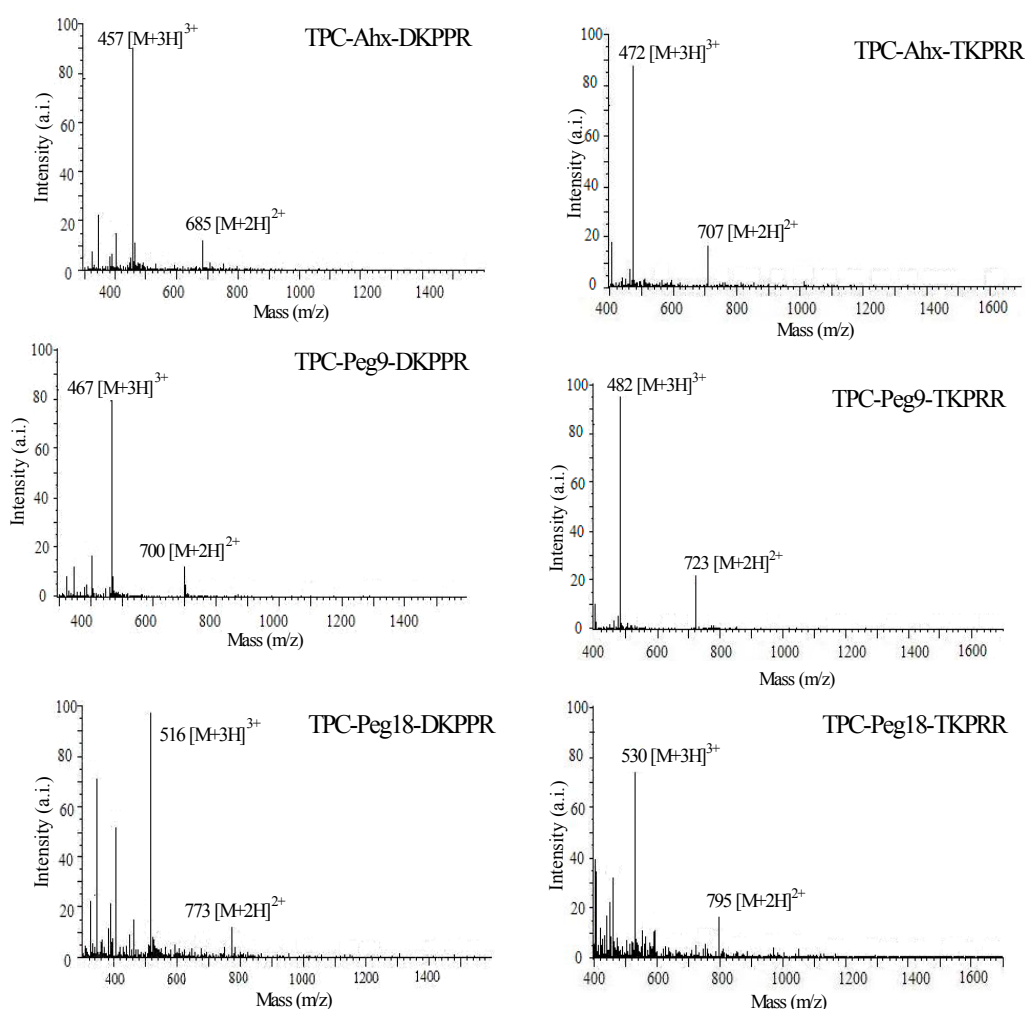 TPC-Ahx-DKPPR
457 [M+3H]3+
685 [M+2H]2+
Intensity (a.i.)
100
80
60
40
20
0
400 600 800 1000 1200 1400
Mass (m/z)
TPC-Ahx-TKPRR
472 [M+3H]3+
707 [M+2H]2+
Intensity (a.i.)
100
80
60
40
20
0
400 600 800 1000 1200 1400 1600
Mass (m/z)
TPC-Peg9-DKPPR
467 [M+3H]3+
700 [M+2H]2+
Intensity (a.i.)
100
80
60
40
20
0
400 600 800 1000 1200 1400
Mass (m/z)
TPC-Peg9-TKPRR
482 [M+3H]3+
723 [M+2H]2+
Intensity (a.i.)
100
80
60
40
20
0
400 600 800 1000 1200 1400 1600
Mass (m/z)
TPC-Peg18-DKPPR
516 [M+3H]3+
773 [M+2H]2+
Intensity (a.i.)
100
80
60
40
20
0
400 600 800 1000 1200 1400
Mass (m/z)
TPC-Peg18-TKPRR
530 [M+3H]3+
795 [M+2H]2+
Intensity (a.i.)
100
80
60
40
20
0
400 600 800 1000 1200 1400 1600
Mass (m/z)